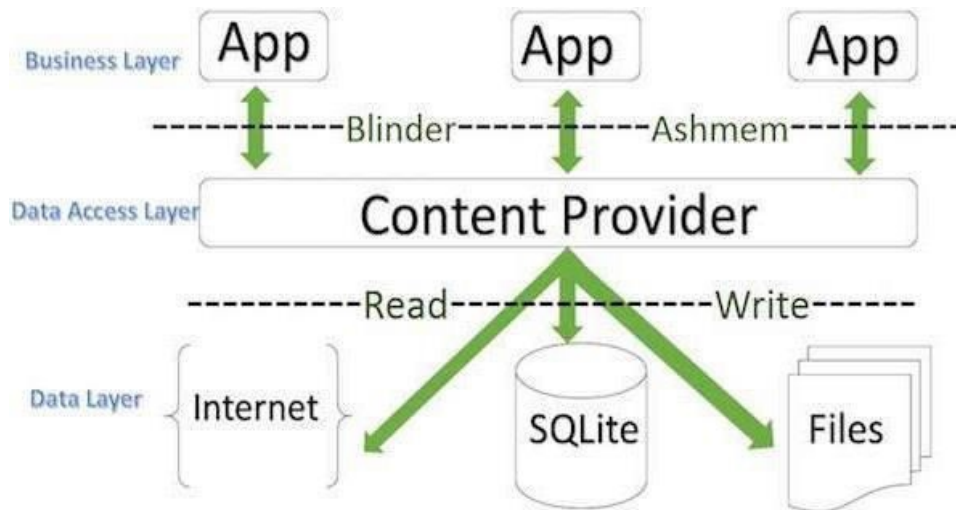 Business Layer
App
App
App
Blinder
Ashmem
Data Access Layer
Content Provider
Read
Write
Data Layer
Internet
SQLite
Files